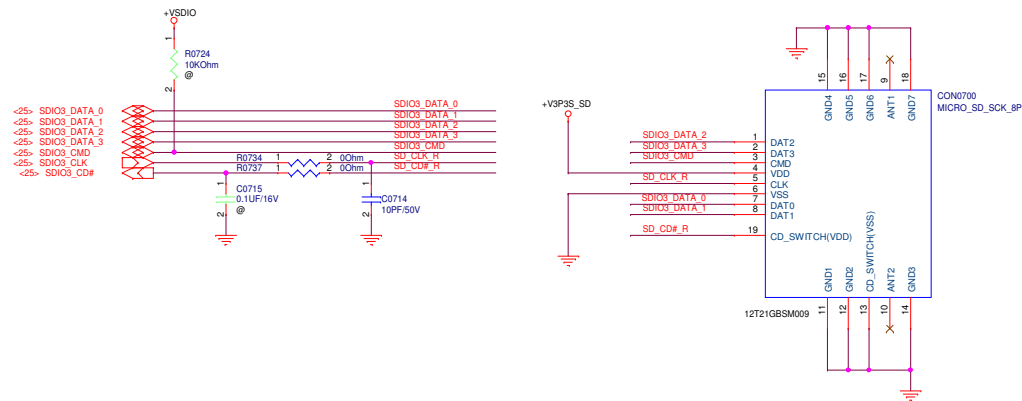 +VSDIO
1
R0724
10KOhm
@
2
<25> SDIO3_DATA_0
<25> SDIO3_DATA_1
<25> SDIO3_DATA_2
<25> SDIO3_DATA_3
<25> SDIO3_CMD
<25> SDIO3_CLK
<25> SDIO3_CD#
SDIO3_DATA_0
SDIO3_DATA_1
SDIO3_DATA_2
SDIO3_DATA_3
SDIO3_CMD
R0734 1 2 0Ohm SD_CLK_R
R0737 1 2 0Ohm SD_CD#_R
1
C0715
0.1UF/16V
2
@
1
C0714
10PF/50V
2
+V3P3S_SD
15 16 17 9 18
GND4 GND5 GND6 ANT1 GND7
CON0700
MICRO_SD_SCK_8P
SDIO3_DATA_2 1 DAT2
SDIO3_DATA_3 2 DAT3
SDIO3_CMD 3 CMD
4 VDD
SD_CLK_R 5 CLK
6 VSS
SDIO3_DATA_0 7 DAT0
SDIO3_DATA_1 8 DAT1
SD_CD#_R 19 CD_SWITCH(VDD)
GND1 GND2 CD_SWITCH(VSS) ANT2 GND3
11 12 13 10 14
12T21GBSM009